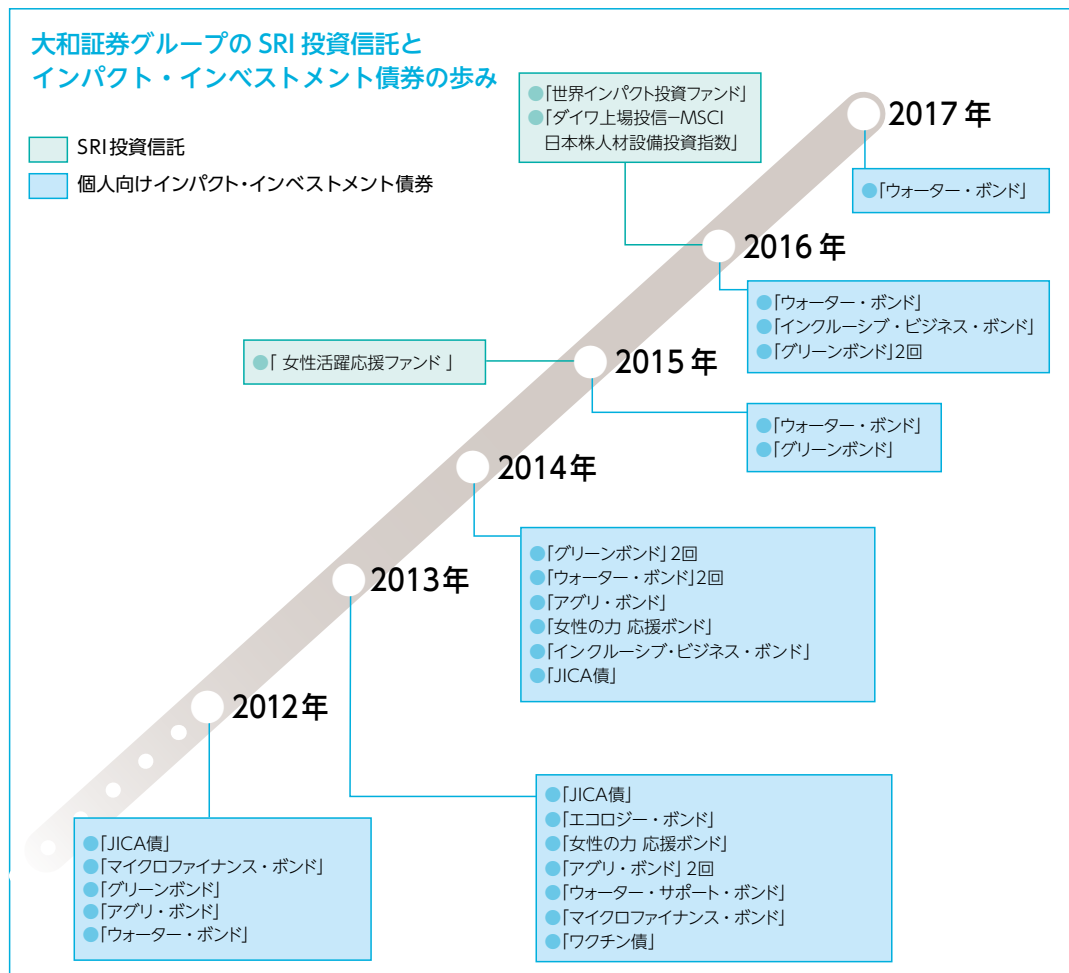 大和証券グループの SRI 投資信託と
インパクト・インベストメント債券の歩み
SRI投資信託
個人向けインパクト・インベストメント債券
●「世界インパクト投資ファンド」
●「ダイワ上場投信−MSCI
日本株人材設備投資指数」
2017 年
●「ウォーター・ボンド」
2016 年
●「ウォーター・ボンド」
●「インクルーシブ・ビジネス・ボンド」
●「グリーンボンド」2回
●「 女性活躍応援ファンド 」
2015 年
●「ウォーター・ボンド」
●「グリーンボンド」
2014年
●「グリーンボンド」2回
●「ウォーター・ボンド」2回
●「アグリ・ボンド」
●「女性の力 応援ボンド」
●「インクルーシブ・ビジネス・ボンド」
●「JICA債」
2013年
●「JICA債」
●「エコロジー・ボンド」
●「女性の力 応援ボンド」
●「アグリ・ボンド」2回
●「ウォーター・サポート・ボンド」
●「マイクロファイナンス・ボンド」
●「ワクチン債」
2012年
●「JICA債」
●「マイクロファイナンス・ボンド」
●「グリーンボンド」
●「アグリ・ボンド」
●「ウォーター・ボンド」